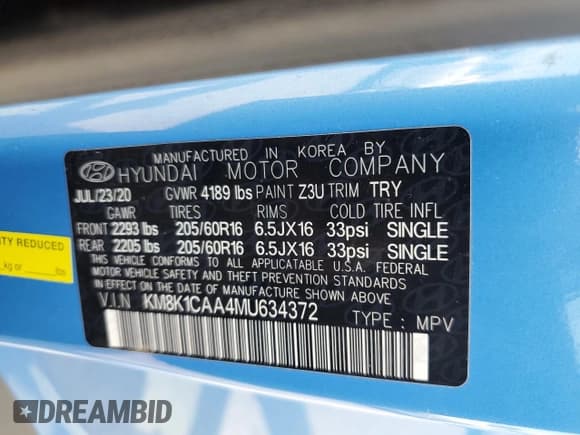 MANUFACTURED IN KOREA BY
HYUNDAI MOTOR COMPANY
JUL/23/20 GVWR 4189 lbs PAINT Z3U TRIM TRY
GAWR TIRES RIMS COLD TIRE INFL
FRONT 2293 lbs 205/60R16 6.5JX16 33psi SINGLE
REAR 2205 lbs 205/60R16 6.5JX16 33psi SINGLE
THIS VEHICLE CONFORMS TO ALL APPLICABLE U.S.A. FEDERAL
MOTOR VEHICLE SAFETY AND THEFT PREVENTION STANDARDS
IN EFFECT ON THE DATE OF MANUFACTURE SHOWN ABOVE
V.I.N KM8K1CAA4MU634372
TYPE : MPV
ITY REDUCED
kg or lbs
DREAMBID